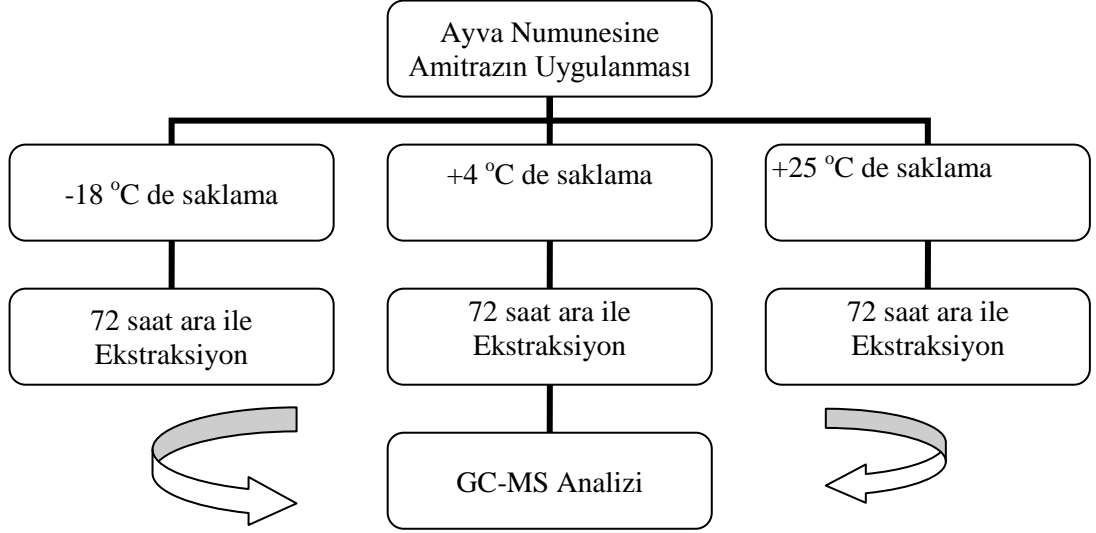 Ayva Numunesine
Amitrazın Uygulanması
-18 °C de saklama
+4 °C de saklama
+25 °C de saklama
72 saat ara ile
Ekstraksiyon
72 saat ara ile
Ekstraksiyon
72 saat ara ile
Ekstraksiyon
GC-MS Analizi